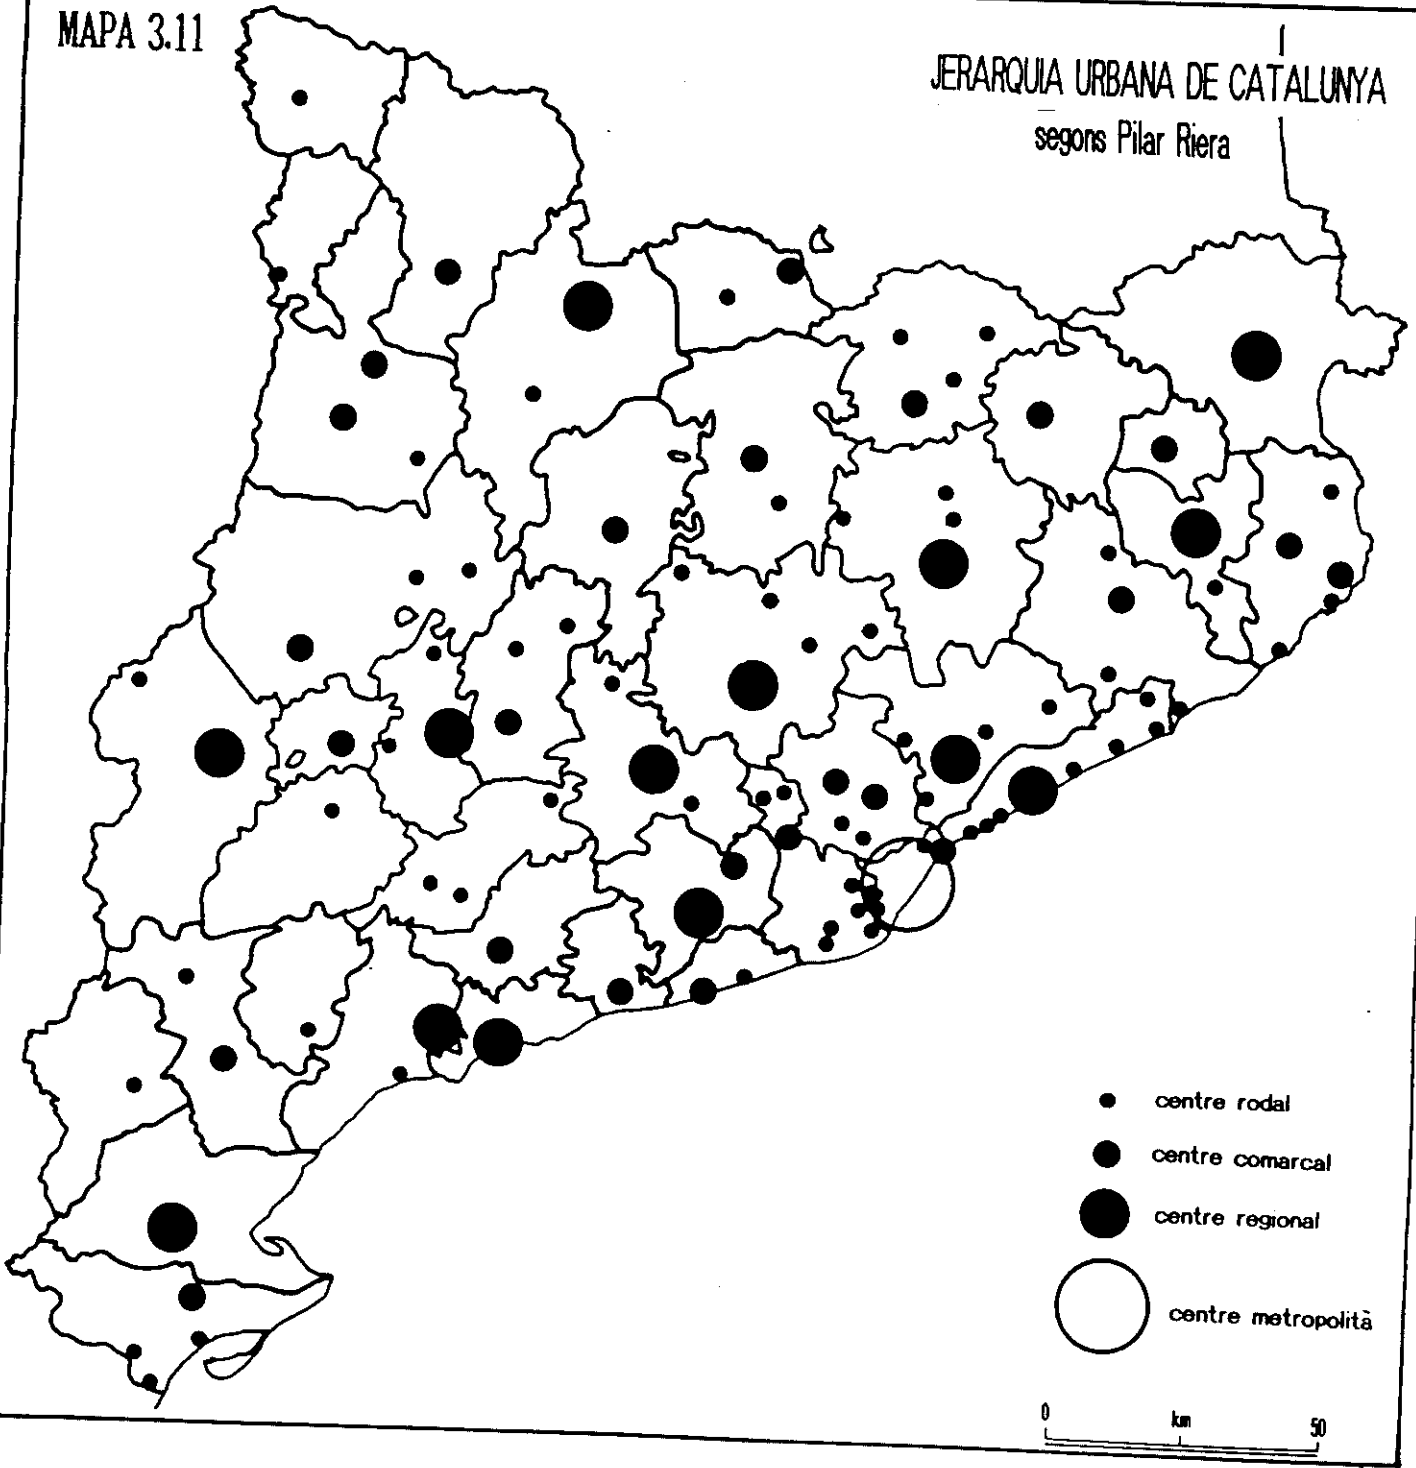 MAPA 3.11
JERARQUIA URBANA DE CATALUNYA
segons Pilar Riera
centre rodal
centre comarcal
centre regional
centre metropolità
0 km 50